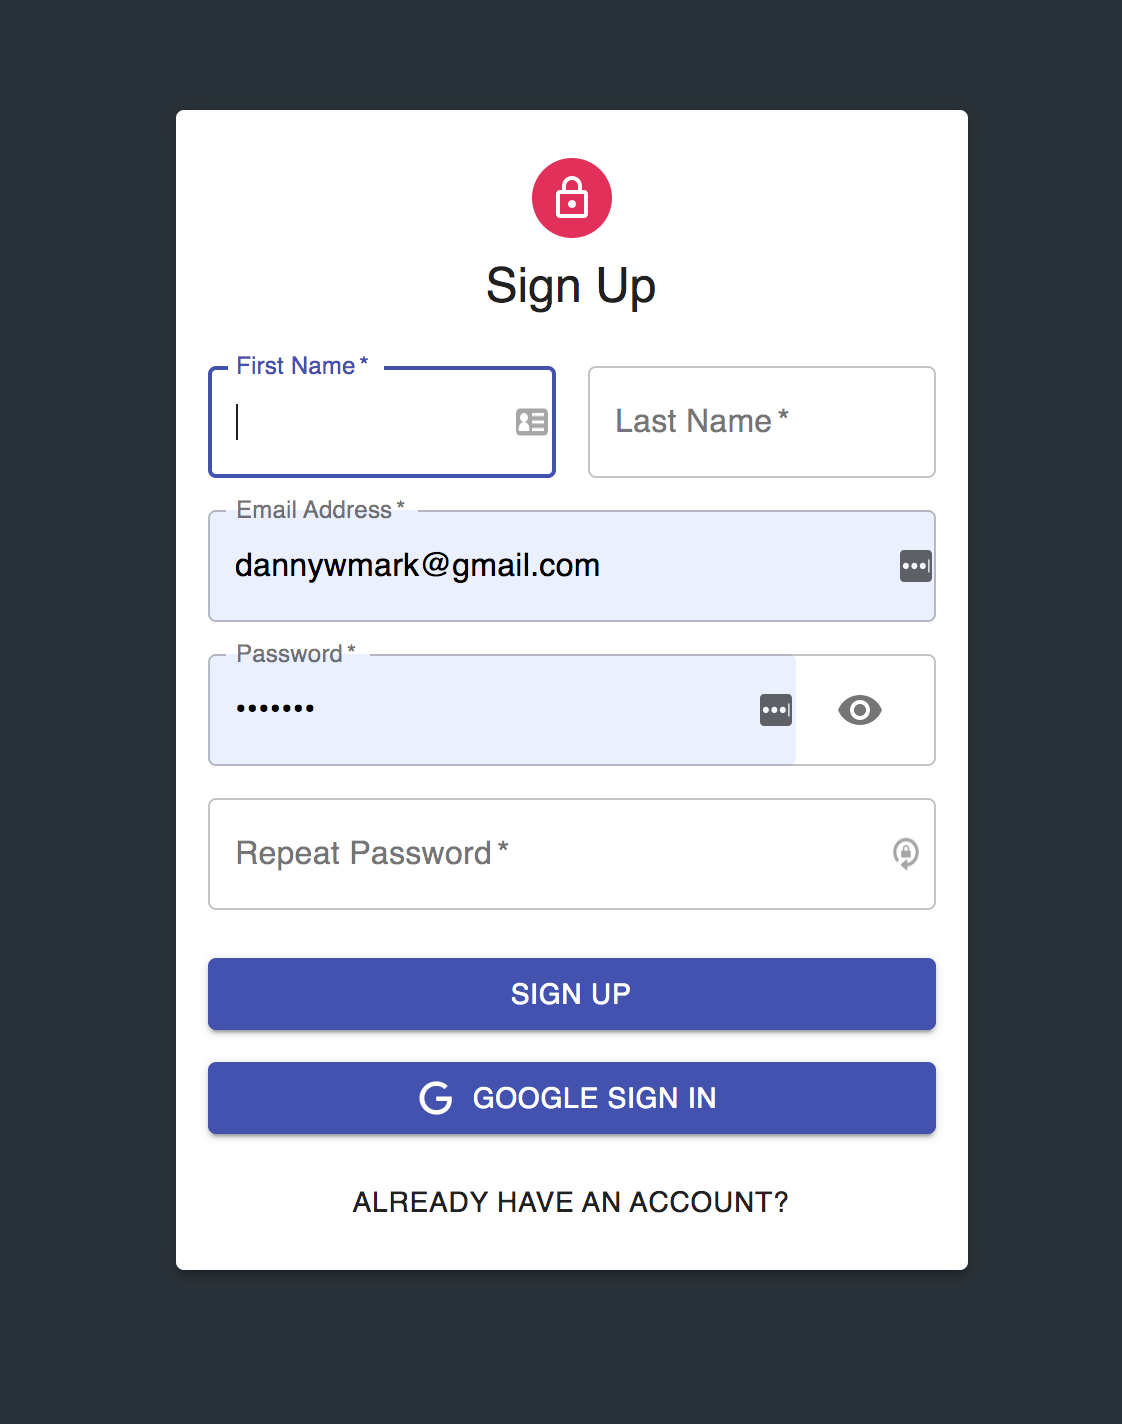 Sign Up
First Name *
Last Name *
Email Address *
dannywmark@gmail.com
Password *
•••••••
Repeat Password *
SIGN UP
G GOOGLE SIGN IN
ALREADY HAVE AN ACCOUNT?